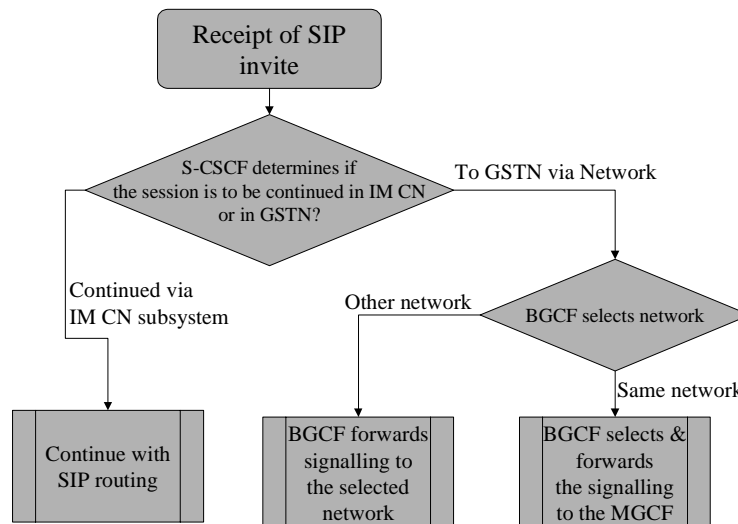 Receipt of SIP
invite
S-CSCF determines if
the session is to be continued in IM CN
or in GSTN?
To GSTN via Network
Continued via
IM CN subsystem
Other network
BGCF selects network
Same network
Continue with
SIP routing
BGCF forwards
signalling to
the selected
network
BGCF selects &
forwards
the signalling
to the MGCF